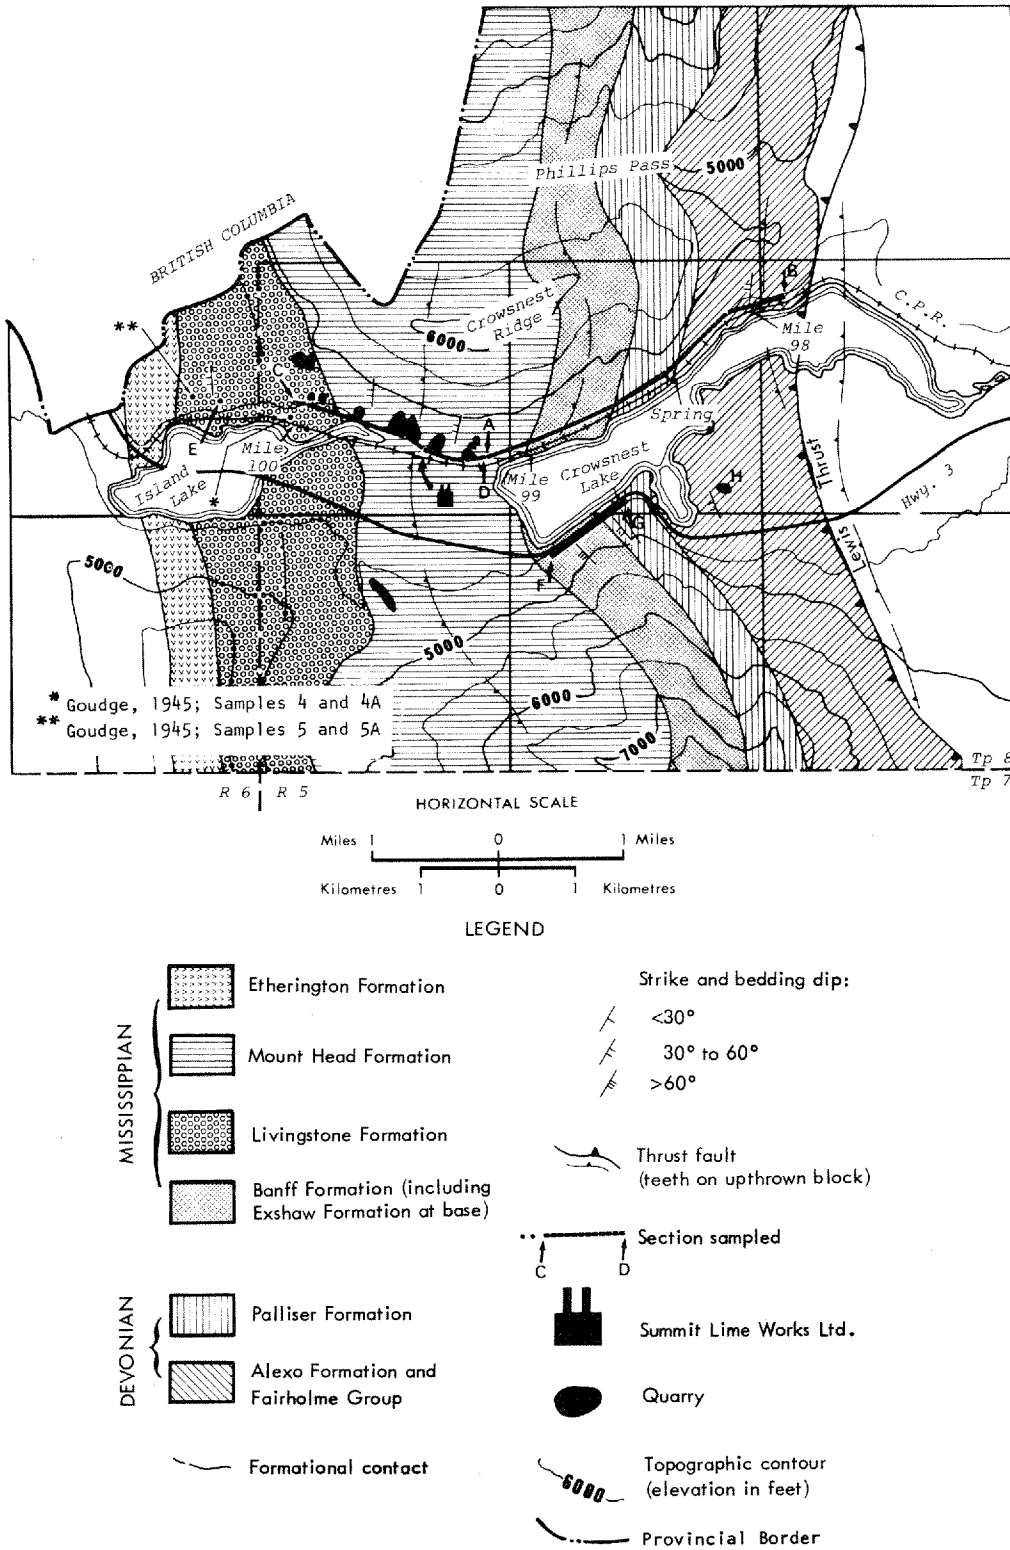 BRITISH COLUMBIA
Phillips Pass
5000
Crowsnest
Ridge
6000
C.P.R.
B
Mile
98
**
C
A
Spring
E
Mile
100
Island
Lake
*
D
Mile
99
Crowsnest
Lake
H
G
F
Lewis Thrust
Hwy. 3
5000
5000
6000
7000
* Goudge, 1945; Samples 4 and 4A
** Goudge, 1945; Samples 5 and 5A
R 6 R 5
Tp 8
Tp 7
HORIZONTAL SCALE
Miles 1 0 1 Miles
Kilometres 1 0 1 Kilometres
LEGEND
MISSISSIPPIAN
Etherington Formation
Mount Head Formation
Livingstone Formation
Banff Formation (including
Exshaw Formation at base)
DEVONIAN
Palliser Formation
Alexo Formation and
Fairholme Group
Formational contact
Strike and bedding dip:
<30°
30° to 60°
>60°
Thrust fault
(teeth on upthrown block)
Section sampled
C D
Summit Lime Works Ltd.
Quarry
6000
Topographic contour
(elevation in feet)
Provincial Border